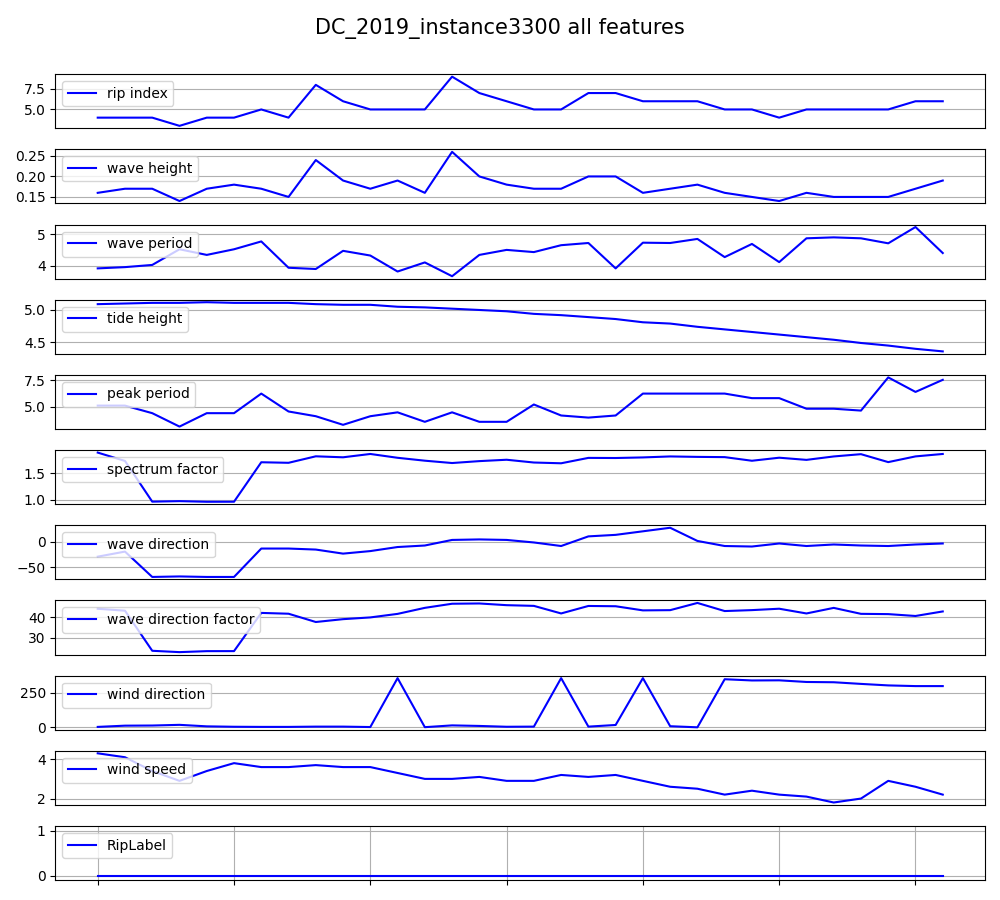 DC_2019_instance3300 all features
7.5
5.0
rip index
0.25
0.20
0.15
wave height
5
4
wave period
5.0
4.5
tide height
7.5
5.0
peak period
1.5
1.0
spectrum factor
0
−50
wave direction
40
30
wave direction factor
250
0
wind direction
4
2
wind speed
1
0
RipLabel